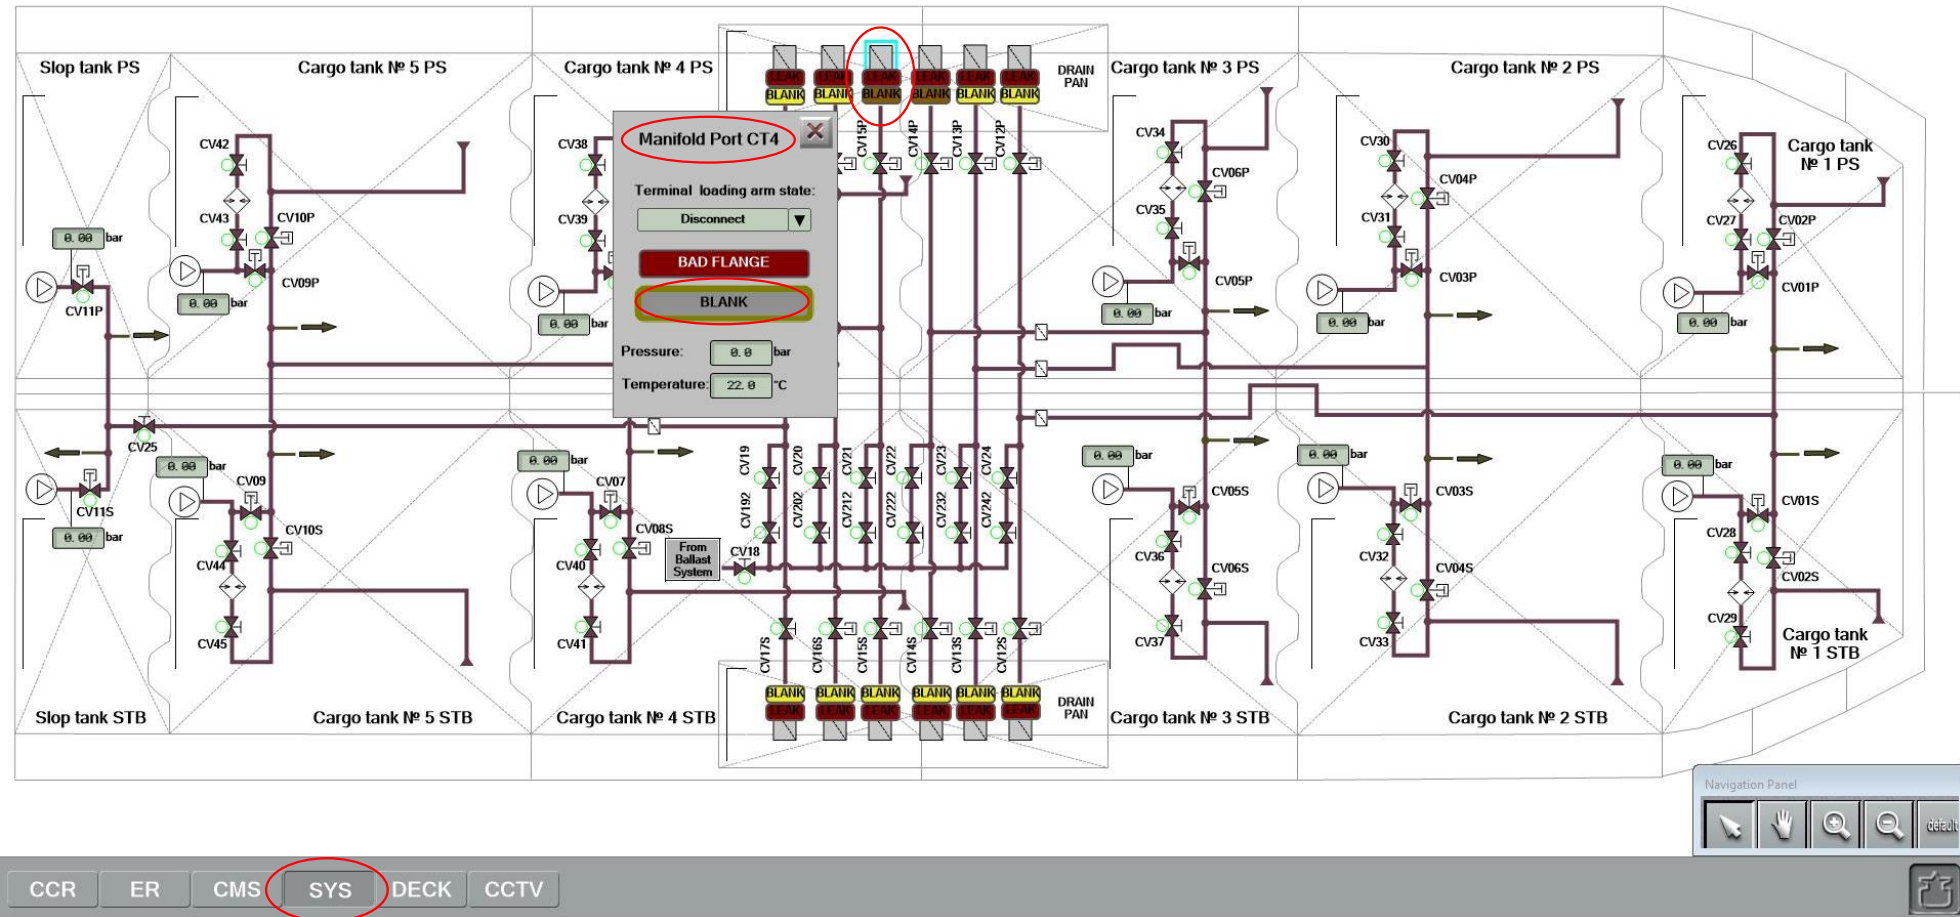 Slop tank PS
Cargo tank № 5 PS
Cargo tank № 4 PS
LEAK LEAK LEAK LEAK LEAK LEAK
BLANK BLANK BLANK BLANK BLANK BLANK
DRAIN
PAN
Cargo tank № 3 PS
Cargo tank № 2 PS
Cargo tank
№ 1 PS
CV42
CV43
CV10P
CV09P
0.00 bar
0.00 bar
CV11P
CV38
CV39
0.00 bar
Manifold Port CT4
Terminal loading arm state:
Disconnect
BAD FLANGE
BLANK
Pressure: 0.0 bar
Temperature: 22.0 °C
CV15P
CV14P
CV13P
CV12P
CV34
CV06P
CV35
CV05P
0.00 bar
CV30
CV04P
CV31
CV03P
0.00 bar
CV26
CV27
CV02P
CV01P
0.00 bar
CV25
CV11S
0.00 bar
0.00 bar
CV09
CV10S
CV44
CV45
0.00 bar
CV07
CV08S
CV40
CV41
From
Ballast
System
CV18
CV19
CV20
CV21
CV22
CV23
CV24
CV192
CV202
CV212
CV222
CV232
CV242
CV17S
CV16S
CV15S
CV14S
CV13S
CV12S
0.00 bar
CV05S
CV36
CV06S
CV37
0.00 bar
CV03S
CV32
CV04S
CV33
0.00 bar
CV01S
CV28
CV02S
CV29
Cargo tank
№ 1 STB
BLANK BLANK BLANK BLANK BLANK BLANK
LEAK LEAK LEAK LEAK LEAK LEAK
DRAIN
PAN
Slop tank STB
Cargo tank № 5 STB
Cargo tank № 4 STB
Cargo tank № 3 STB
Cargo tank № 2 STB
Navigation Panel
default
CCR ER CMS SYS DECK CCTV